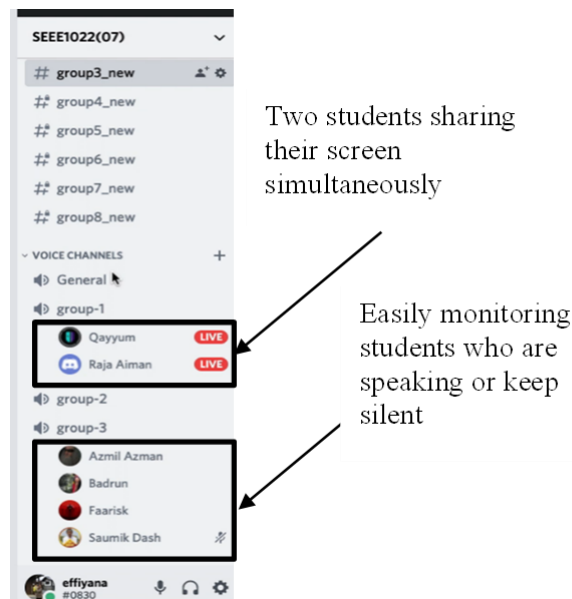 SEEE1022(07)
group3_new
group4_new
group5_new
group6_new
group7_new
group8_new
VOICE CHANNELS
General
group-1
Qayyum LIVE
Raja Aiman LIVE
group-2
group-3
Azmil Azman
Badrun
Faarisk
Saumik Dash
effiyana
#0830
Two students sharing
their screen
simultaneously
Easily monitoring
students who are
speaking or keep
silent